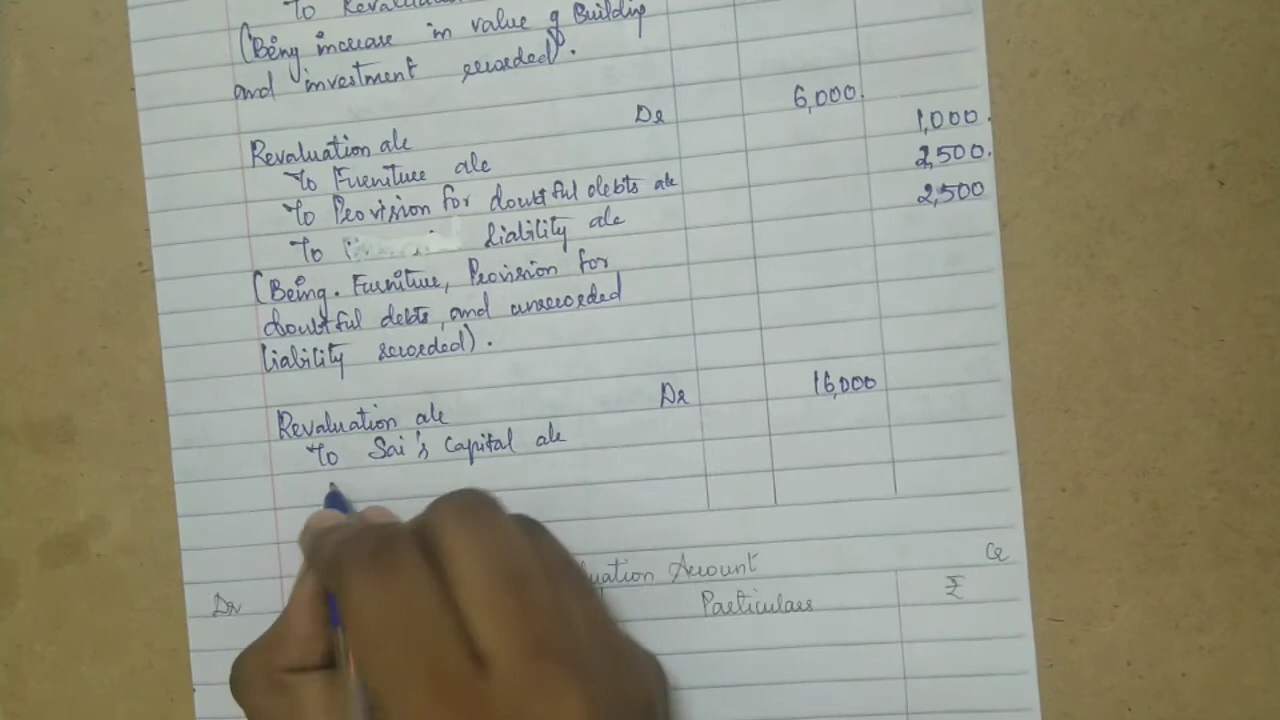 To Revaluation
(Being increase in value of Building
and investment recorded).
Revaluation a/c Dr 6,000.
To Furniture a/c 1,000.
To Provision for doubtful debts a/c 2,500.
To liability a/c 2,500
(Being. Furniture, Provision for
doubtful debts, and unrecorded
liability recorded).
Revaluation a/c Dr 16,000
To Sai's Capital a/c
Account
Dr Cr
Particulars ₹